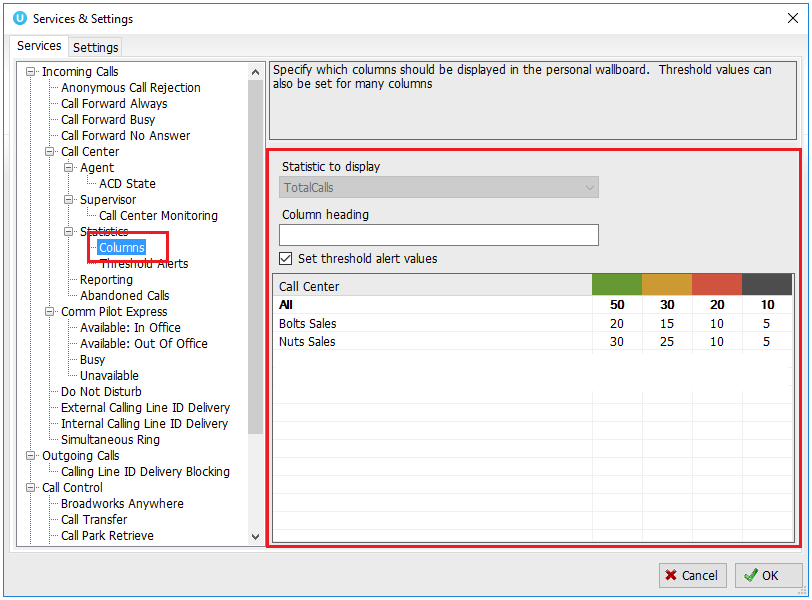 Services & Settings
Services Settings
Incoming Calls
Anonymous Call Rejection
Call Forward Always
Call Forward Busy
Call Forward No Answer
Call Center
Agent
ACD State
Supervisor
Call Center Monitoring
Statistics
Columns
Threshold Alerts
Reporting
Abandoned Calls
Comm Pilot Express
Available: In Office
Available: Out Of Office
Busy
Unavailable
Do Not Disturb
External Calling Line ID Delivery
Internal Calling Line ID Delivery
Simultaneous Ring
Outgoing Calls
Calling Line ID Delivery Blocking
Call Control
Broadworks Anywhere
Call Transfer
Call Park Retrieve
Specify which columns should be displayed in the personal wallboard. Threshold values can
also be set for many columns
Statistic to display
TotalCalls
Column heading
Set threshold alert values
Call Center
All 50 30 20 10
Bolts Sales 20 15 10 5
Nuts Sales 30 25 10 5
Cancel OK